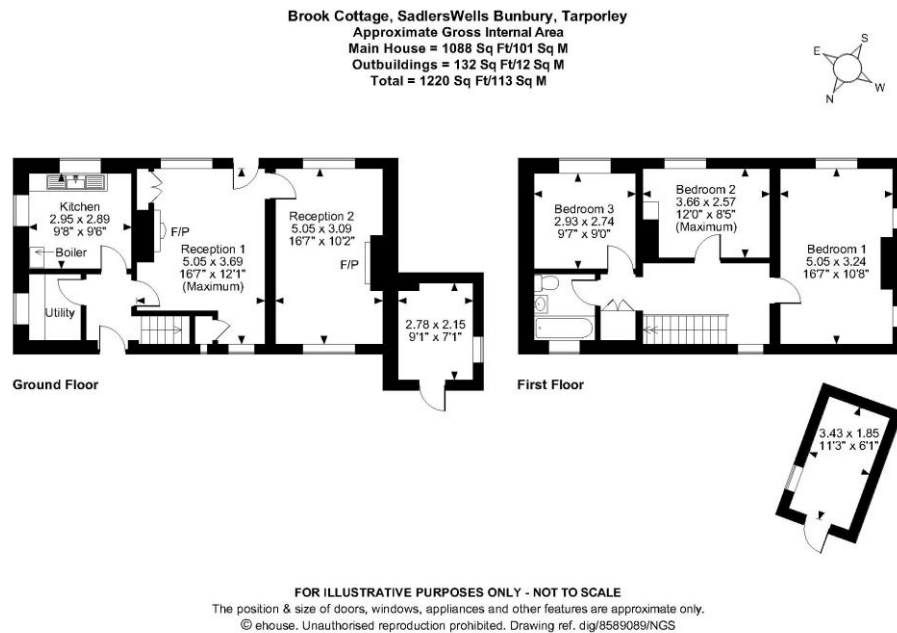 Brook Cottage, SadlersWells Bunbury, Tarporley
Approximate Gross Internal Area
Main House = 1088 Sq Ft/101 Sq M
Outbuildings = 132 Sq Ft/12 Sq M
Total = 1220 Sq Ft/113 Sq M
S
E
W
N
Kitchen
2.95 x 2.89
9'8" x 9'6"
Boiler
Utility
F/P
Reception 1
5.05 x 3.69
16'7" x 12'1"
(Maximum)
Reception 2
5.05 x 3.09
16'7" x 10'2"
F/P
2.78 x 2.15
9'1" x 7'1"
Ground Floor
Bedroom 3
2.93 x 2.74
9'7" x 9'0"
Bedroom 2
3.66 x 2.57
12'0" x 8'5"
(Maximum)
Bedroom 1
5.05 x 3.24
16'7" x 10'8"
First Floor
3.43 x 1.85
11'3" x 6'1"
FOR ILLUSTRATIVE PURPOSES ONLY - NOT TO SCALE
The position & size of doors, windows, appliances and other features are approximate only.
© ehouse. Unauthorised reproduction prohibited. Drawing ref. dig/8589089/NGS